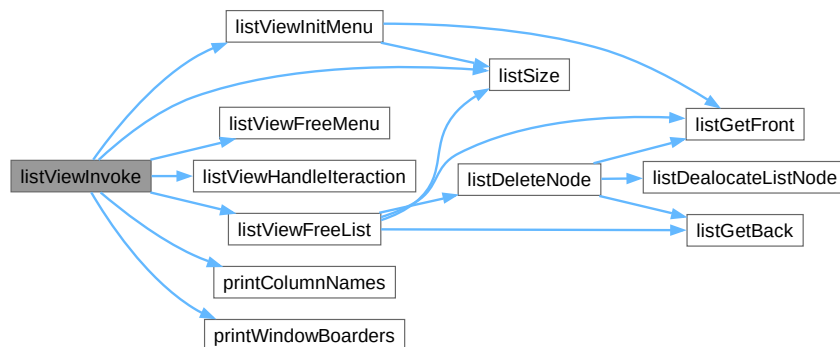 listViewInitMenu
listSize
listViewFreeMenu
listGetFront
listViewInvoke
listViewHandleIteraction
listDeleteNode
listDealocateListNode
listViewFreeList
listGetBack
printColumnNames
printWindowBoarders